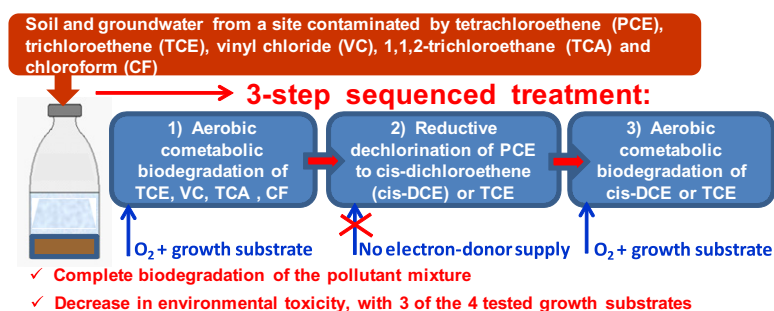 Soil and groundwater from a site contaminated by tetrachloroethene (PCE),
trichloroethene (TCE), vinyl chloride (VC), 1,1,2-trichloroethane (TCA) and
chloroform (CF)
3-step sequenced treatment:
1) Aerobic
cometabolic
biodegradation of
TCE, VC, TCA , CF
2) Reductive
dechlorination of PCE
to cis-dichloroethene
(cis-DCE) or TCE
3) Aerobic
cometabolic
biodegradation of
cis-DCE or TCE
O₂ + growth substrate
No electron-donor supply
O₂ + growth substrate
✓ Complete biodegradation of the pollutant mixture
✓ Decrease in environmental toxicity, with 3 of the 4 tested growth substrates